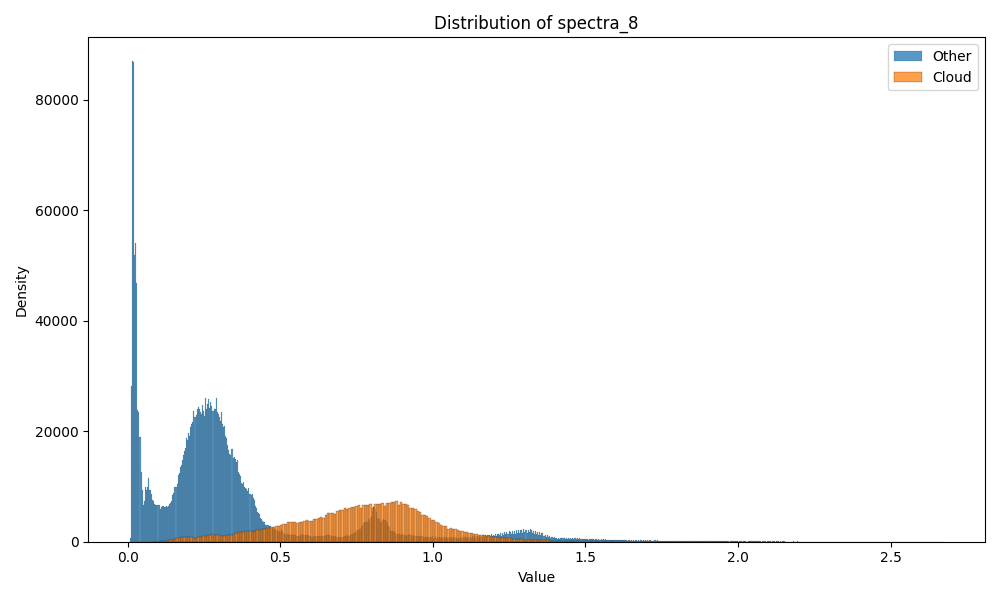 Distribution of spectra_8
Other
Cloud
80000
60000
40000
20000
0
Density
0.0 0.5 1.0 1.5 2.0 2.5
Value